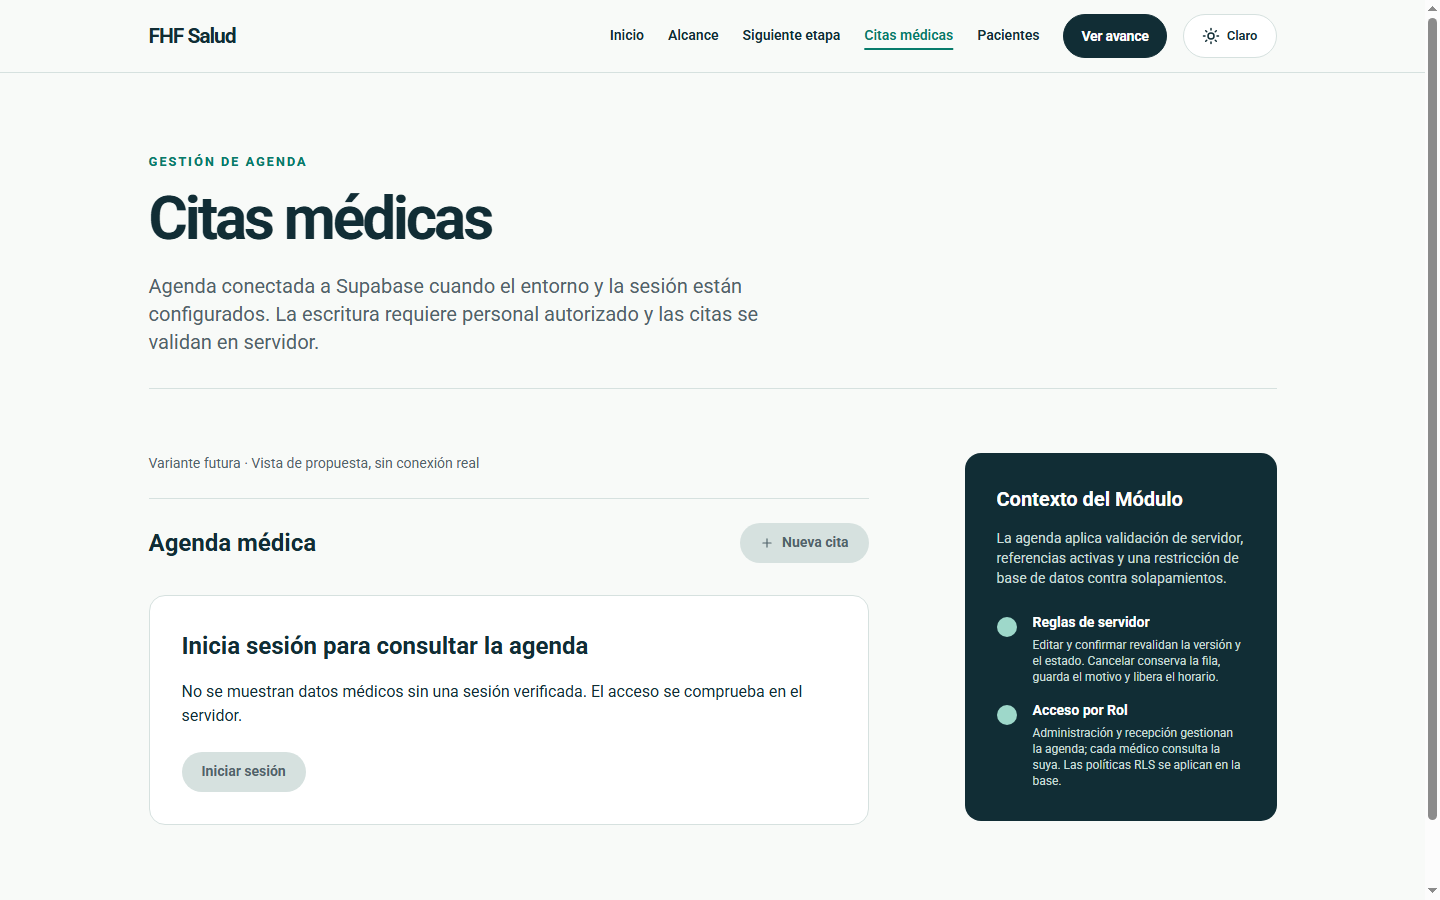 FHF Salud
Inicio
Alcance
Siguiente etapa
Citas médicas
Pacientes
Ver avance
Claro
GESTIÓN DE AGENDA
Citas médicas
Agenda conectada a Supabase cuando el entorno y la sesión están
configurados. La escritura requiere personal autorizado y las citas se
validan en servidor.
Variante futura · Vista de propuesta, sin conexión real
Agenda médica
+ Nueva cita
Inicia sesión para consultar la agenda
No se muestran datos médicos sin una sesión verificada. El acceso se comprueba en el
servidor.
Iniciar sesión
Contexto del Módulo
La agenda aplica validación de servidor,
referencias activas y una restricción de
base de datos contra solapamientos.
Reglas de servidor
Editar y confirmar revalidan la versión y
el estado. Cancelar conserva la fila,
guarda el motivo y libera el horario.
Acceso por Rol
Administración y recepción gestionan
la agenda; cada médico consulta la
suya. Las políticas RLS se aplican en la
base.